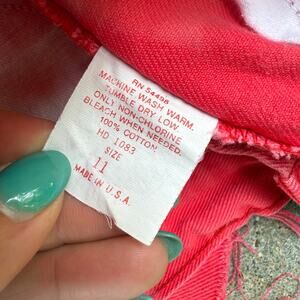 RN 54498
MACHINE WASH WARM.
TUMBLE DRY LOW.
ONLY NON-CHLORINE
BLEACH WHEN NEEDED.
100% COTTON
HD 1083
SIZE
11
MADE IN U.S.A.